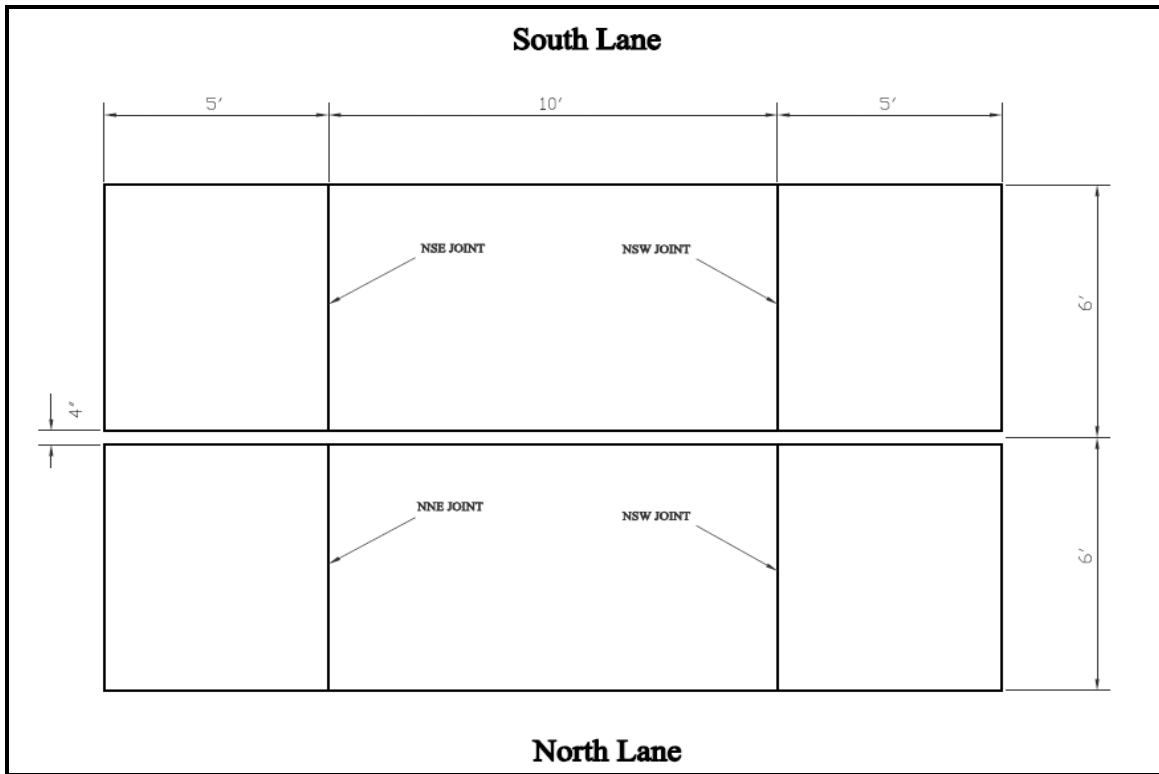 South Lane
5'
10'
5'
NSE JOINT
NSW JOINT
6'
4"
NNE JOINT
NSW JOINT
6'
North Lane